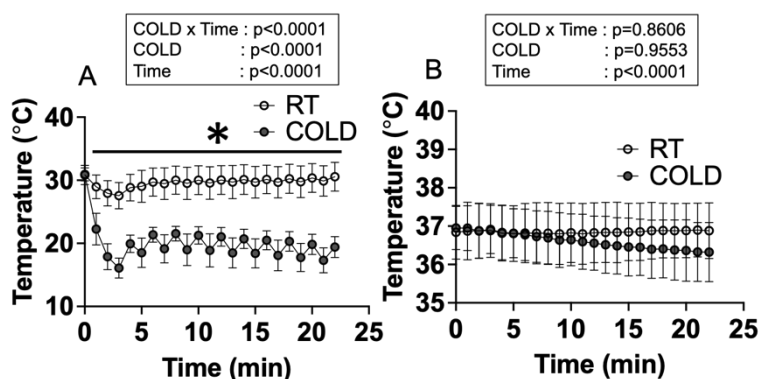 COLD x Time : p<0.0001
COLD : p<0.0001
Time : p<0.0001
A
RT
COLD
*
Temperature (°C)
40
30
20
10
0
5
10
15
20
25
Time (min)
COLD x Time : p=0.8606
COLD : p=0.9553
Time : p<0.0001
B
RT
COLD
Temperature (°C)
40
39
38
37
36
35
0
5
10
15
20
25
Time (min)